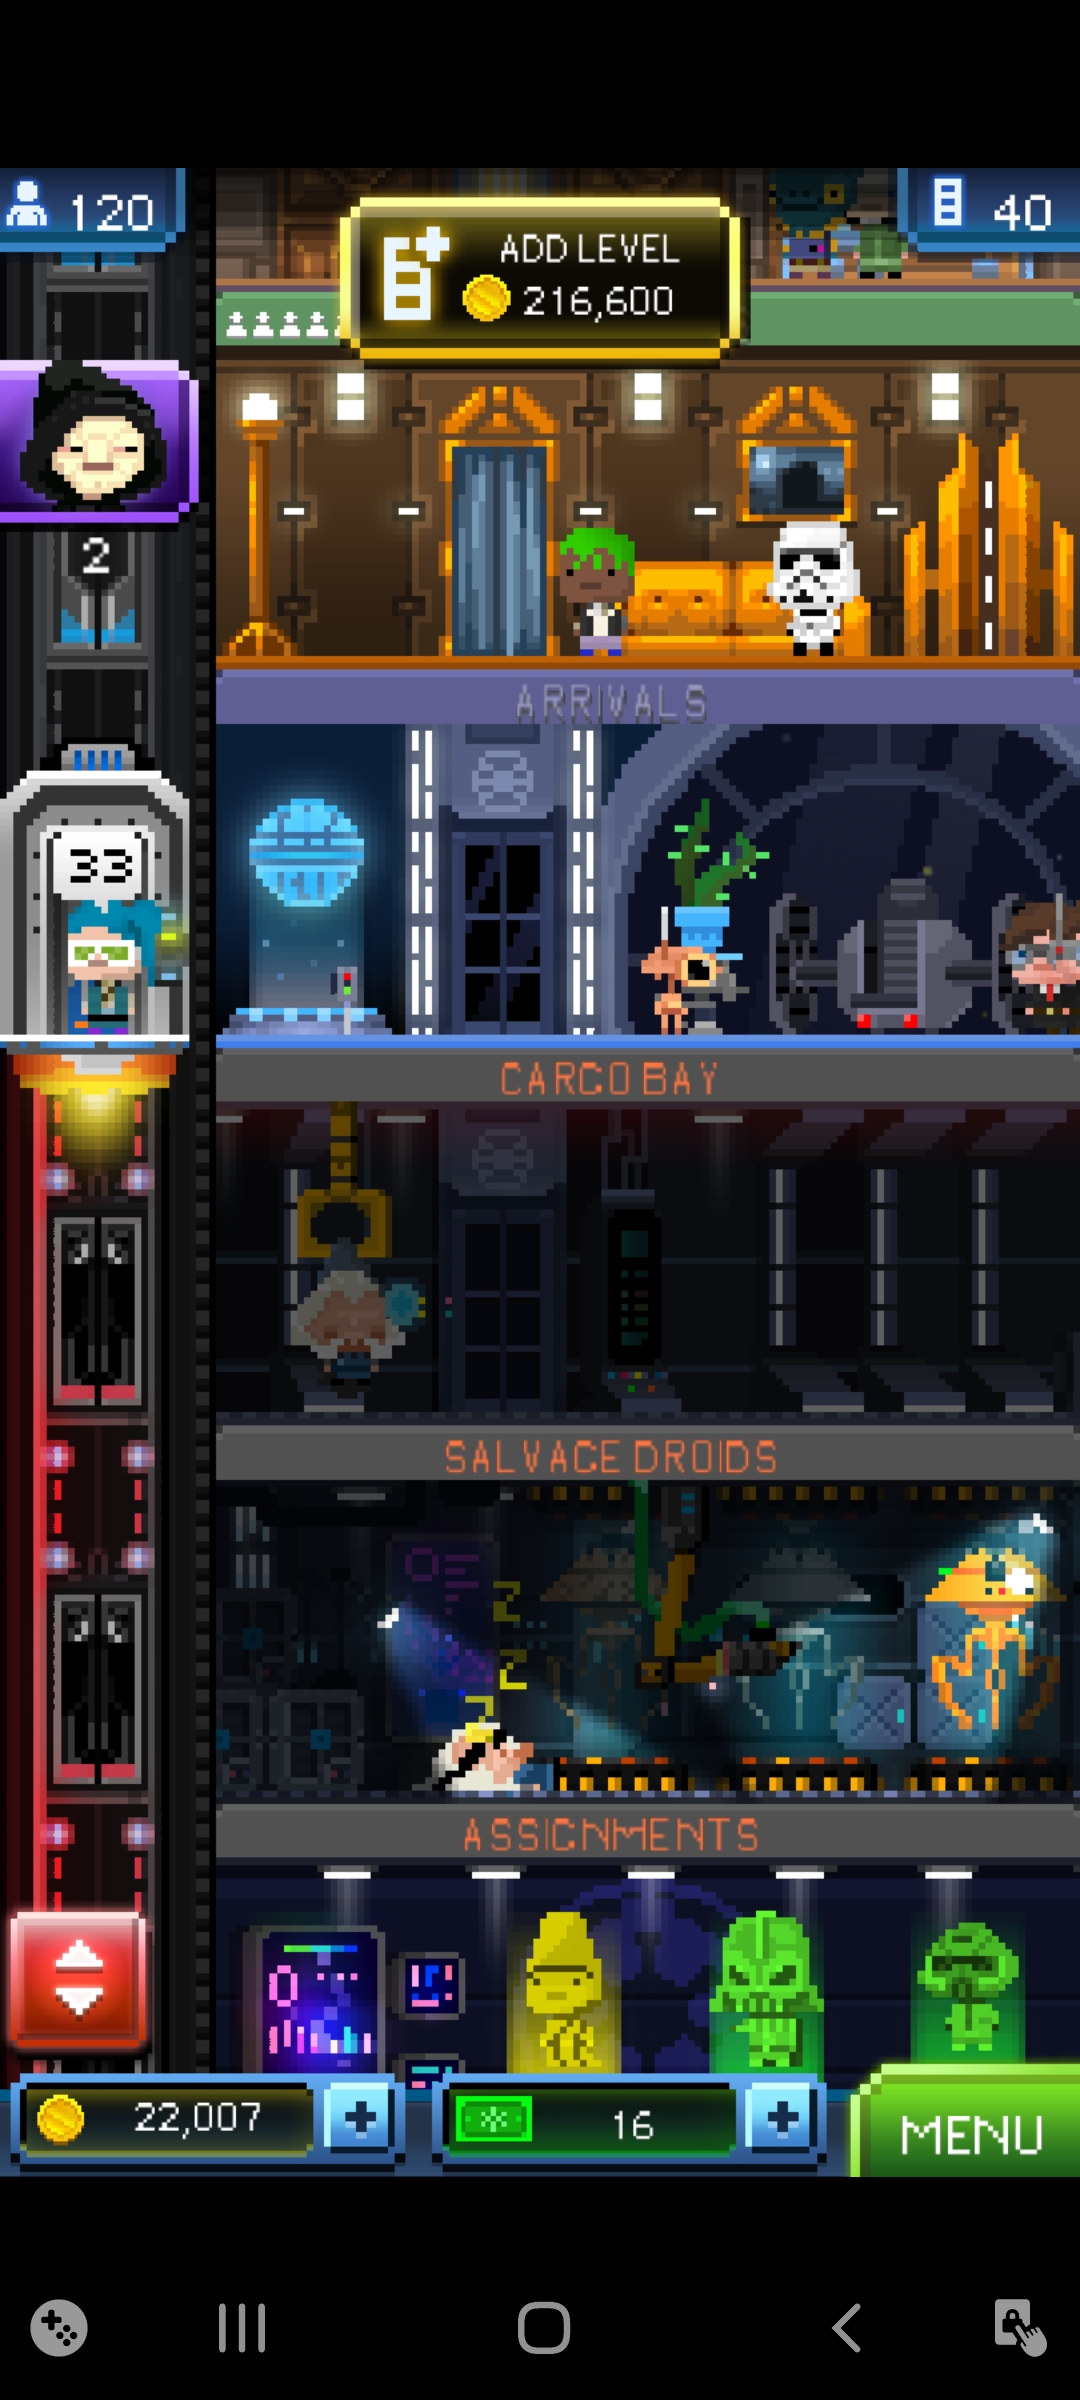 120
ADD LEVEL
216,600
40
2
ARRIVALS
33
CARGO BAY
SALVAGE DROIDS
Z
Z
Z
ASSIGNMENTS
22,007
16
MENU